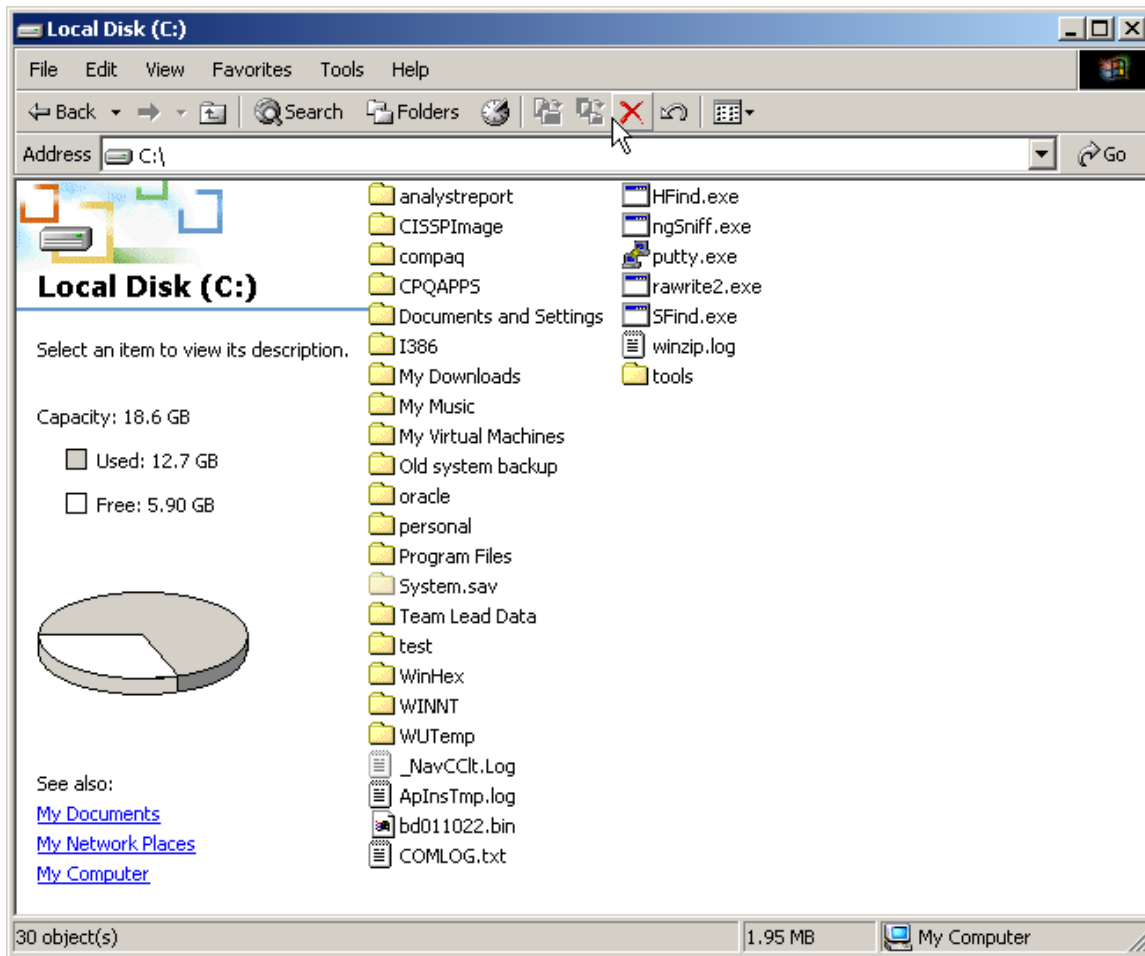 Local Disk (C:)
File Edit View Favorites Tools Help
Back Search Folders
Address C:\ Go
Local Disk (C:)
Select an item to view its description.
Capacity: 18.6 GB
Used: 12.7 GB
Free: 5.90 GB
See also:
My Documents
My Network Places
My Computer
analystreport
CISSPImage
compaq
CPQAPPS
Documents and Settings
I386
My Downloads
My Music
My Virtual Machines
Old system backup
oracle
personal
Program Files
System.sav
Team Lead Data
test
WinHex
WINNT
WUTemp
_NavCClt.Log
ApInsTmp.log
bd011022.bin
COMLOG.txt
HFind.exe
ngSniff.exe
putty.exe
rawrite2.exe
SFind.exe
winzip.log
tools
30 object(s) 1.95 MB My Computer